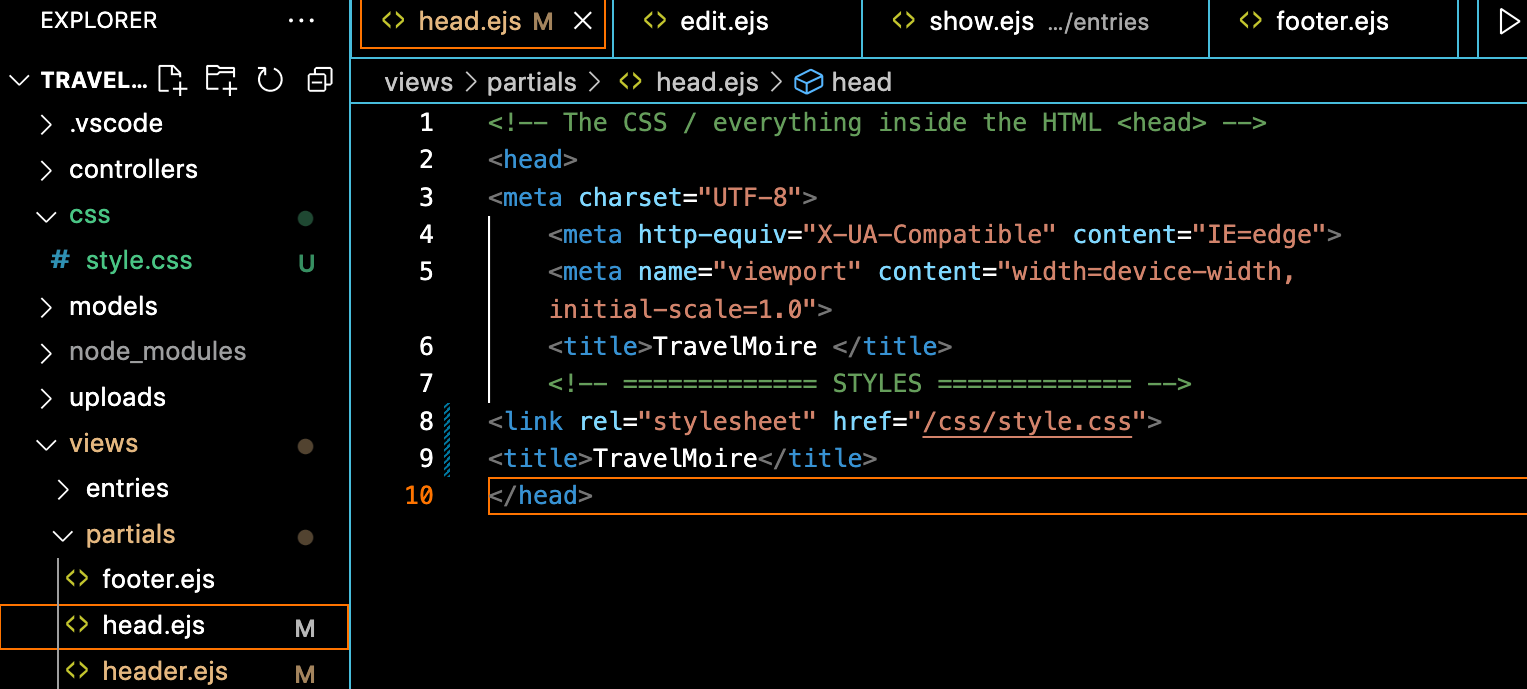 EXPLORER ...
TRAVEL...
.vscode
controllers
css
# style.css U
models
node_modules
uploads
views
entries
partials
footer.ejs
head.ejs M
header.ejs M
<> head.ejs M × <> edit.ejs <> show.ejs .../entries <> footer.ejs
views > partials > <> head.ejs > head
1 <!-- The CSS / everything inside the HTML <head> -->
2 <head>
3 <meta charset="UTF-8">
4 <meta http-equiv="X-UA-Compatible" content="IE=edge">
5 <meta name="viewport" content="width=device-width,
initial-scale=1.0">
6 <title>TravelMoire </title>
7 <!-- ============= STYLES ============= -->
8 <link rel="stylesheet" href="/css/style.css">
9 <title>TravelMoire</title>
10 </head>